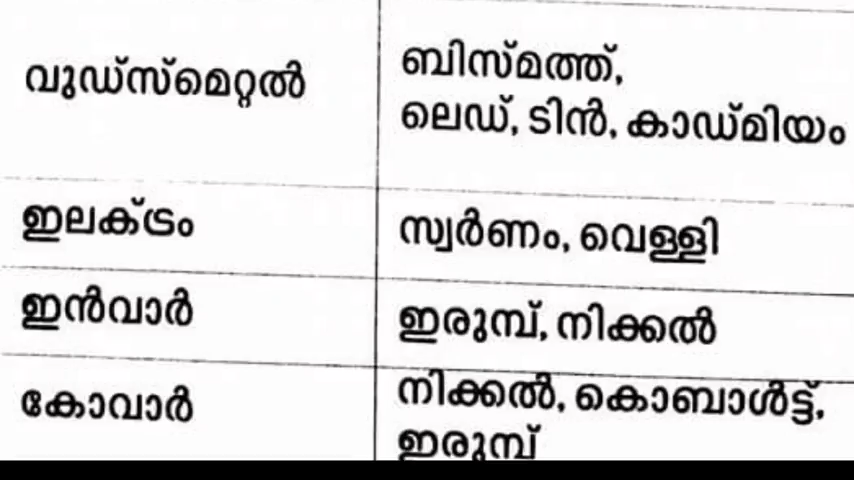 വുഡ്സ്മെറ്റൽ
ബിസ്മത്ത്,
ലെഡ്, ടിൻ, കാഡ്മിയം
ഇലക്ട്രം
സ്വർണം, വെള്ളി
ഇൻവാർ
ഇരുമ്പ്, നിക്കൽ
കോവാർ
നിക്കൽ, കൊബാൾട്ട്,
ഇരുമ്പ്